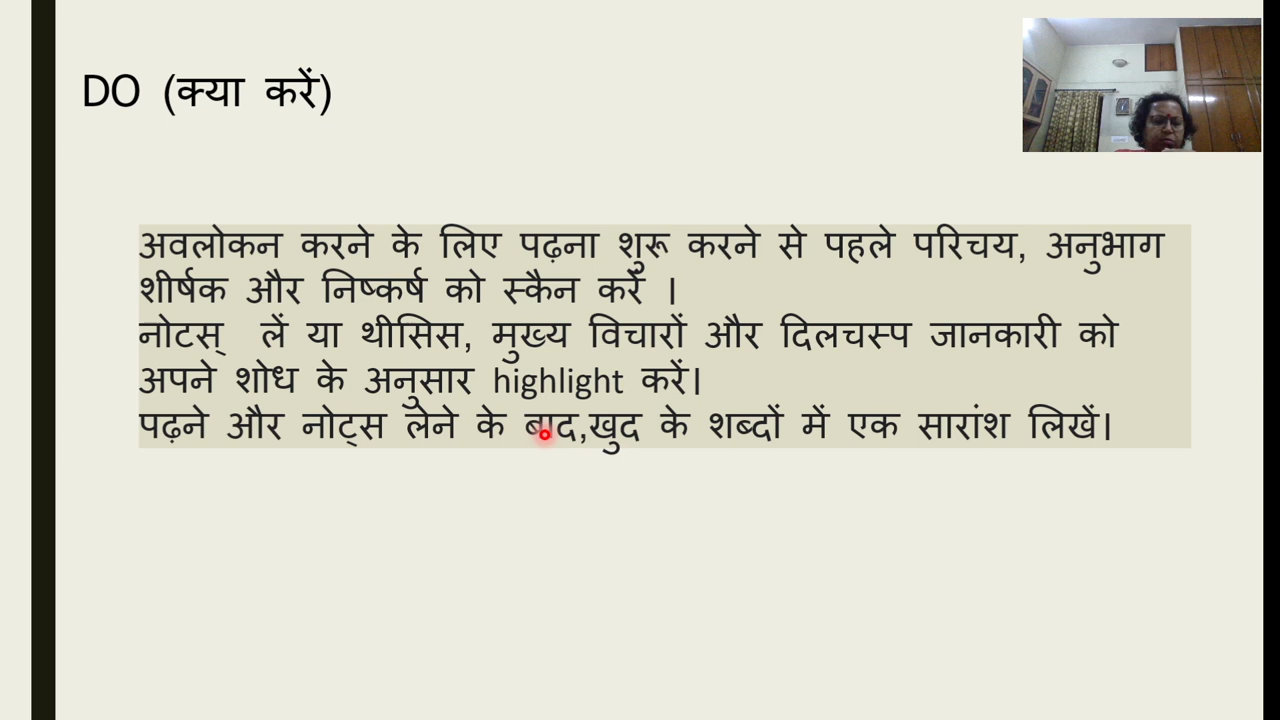 DO (क्या करें)
अवलोकन करने के लिए पढ़ना शुरू करने से पहले परिचय, अनुभाग
शीर्षक और निष्कर्ष को स्कैन करें ।
नोटस् लें या थीसिस, मुख्य विचारों और दिलचस्प जानकारी को
अपने शोध के अनुसार highlight करें।
पढ़ने और नोट्स लेने के बाद,खुद के शब्दों में एक सारांश लिखें।